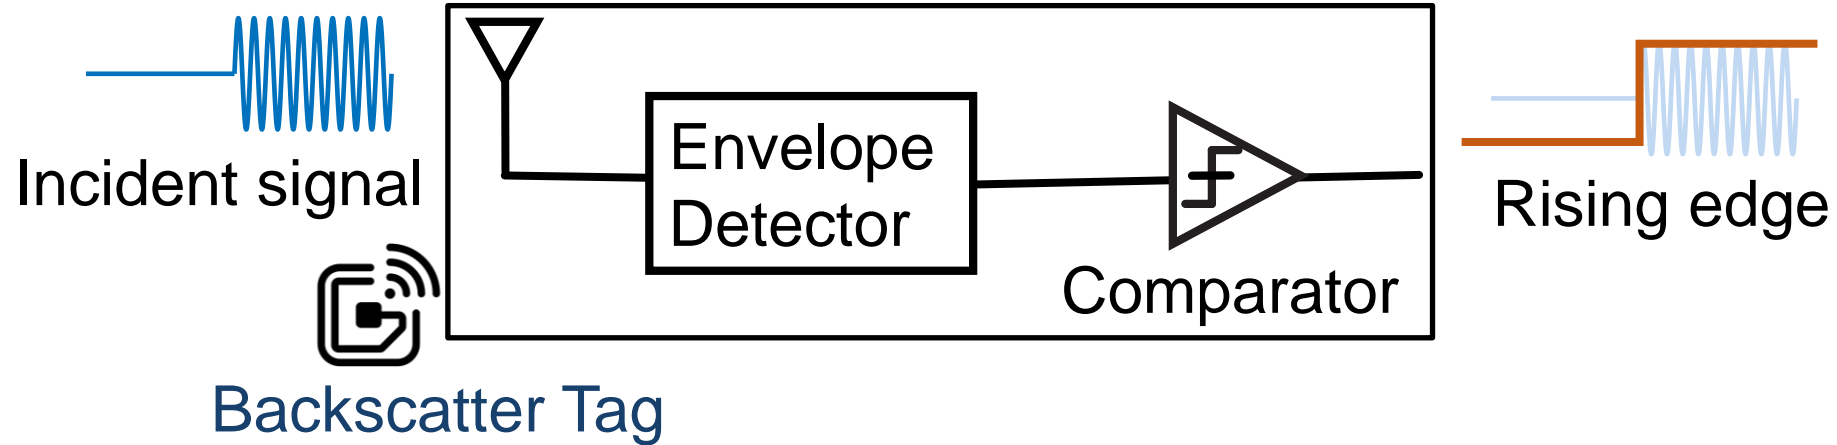 Incident signal
Envelope
Detector
Comparator
Rising edge
Backscatter Tag